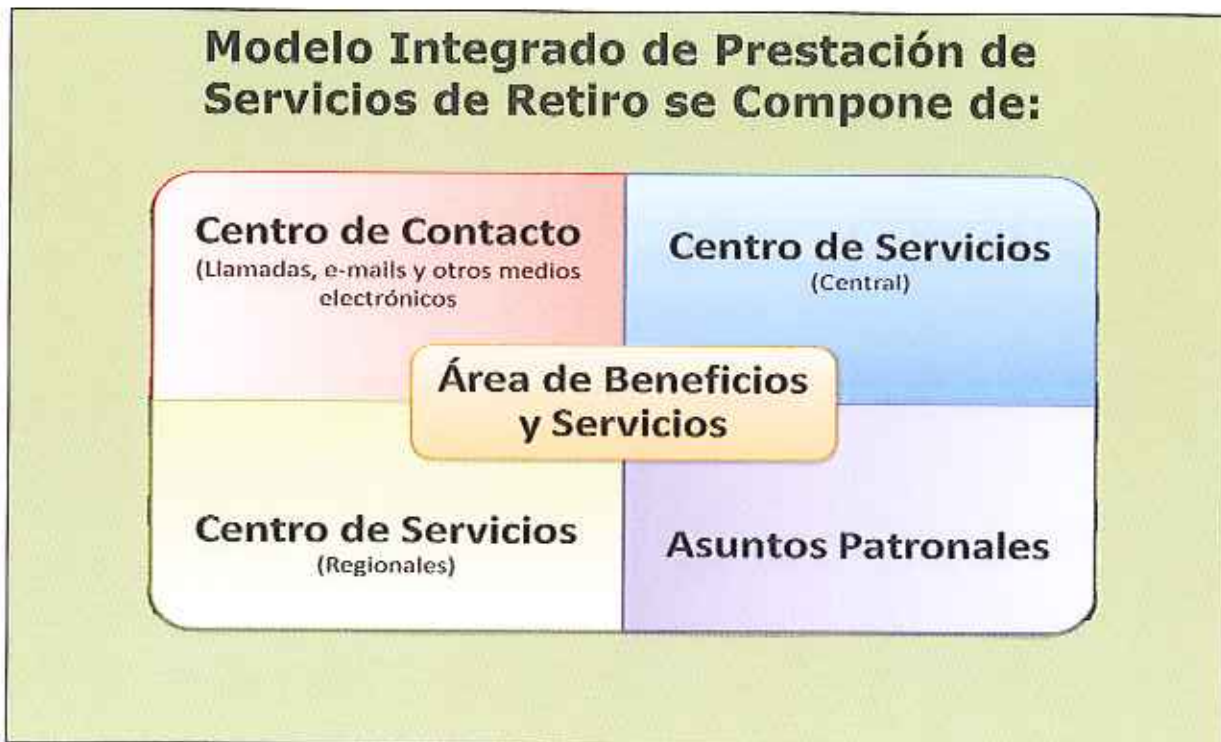 Modelo Integrado de Prestación de
Servicios de Retiro se Compone de:
Centro de Contacto
(Llamadas, e-mails y otros medios
electrónicos
Centro de Servicios
(Central)
Área de Beneficios
y Servicios
Centro de Servicios
(Regionales)
Asuntos Patronales